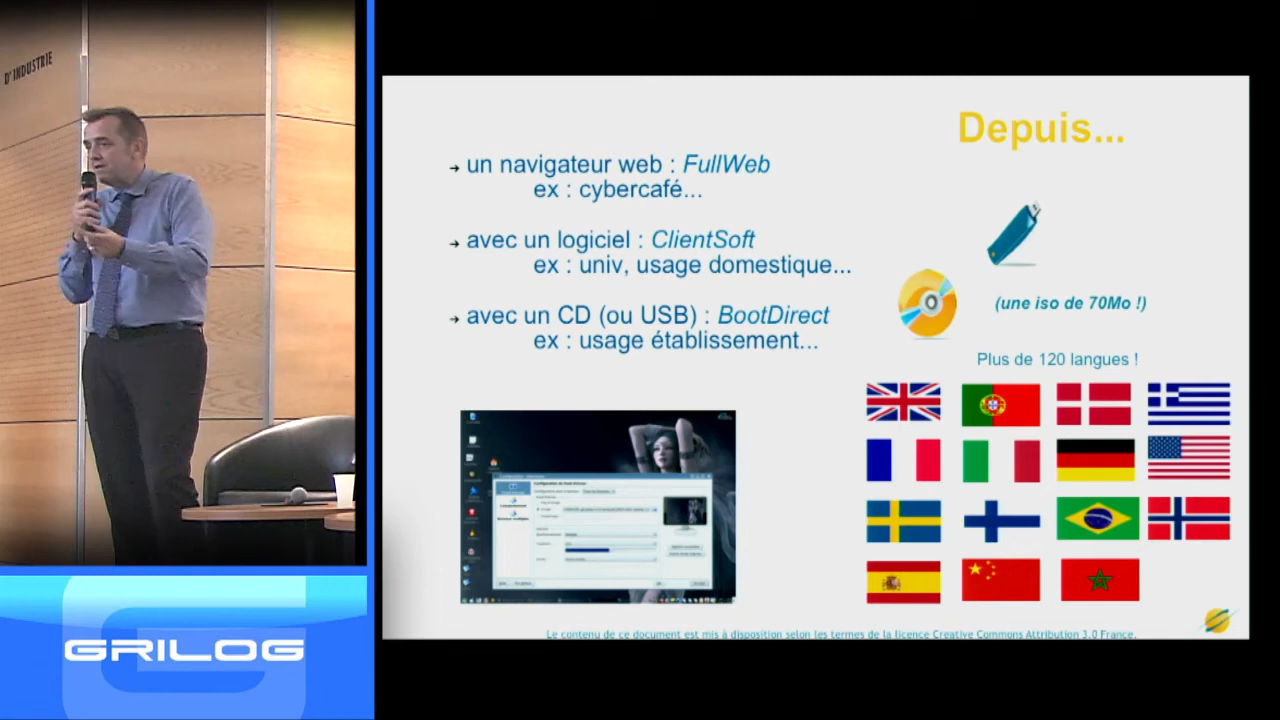 D'INDUSTRIE
Depuis...
➔ un navigateur web : FullWeb
ex : cybercafé...
➔ avec un logiciel : ClientSoft
ex : univ, usage domestique...
➔ avec un CD (ou USB) : BootDirect
ex : usage établissement...
(une iso de 70Mo !)
Plus de 120 langues !
Le contenu de ce document est mis à disposition selon les termes de la licence Creative Commons Attribution 3.0 France.
GRILOG